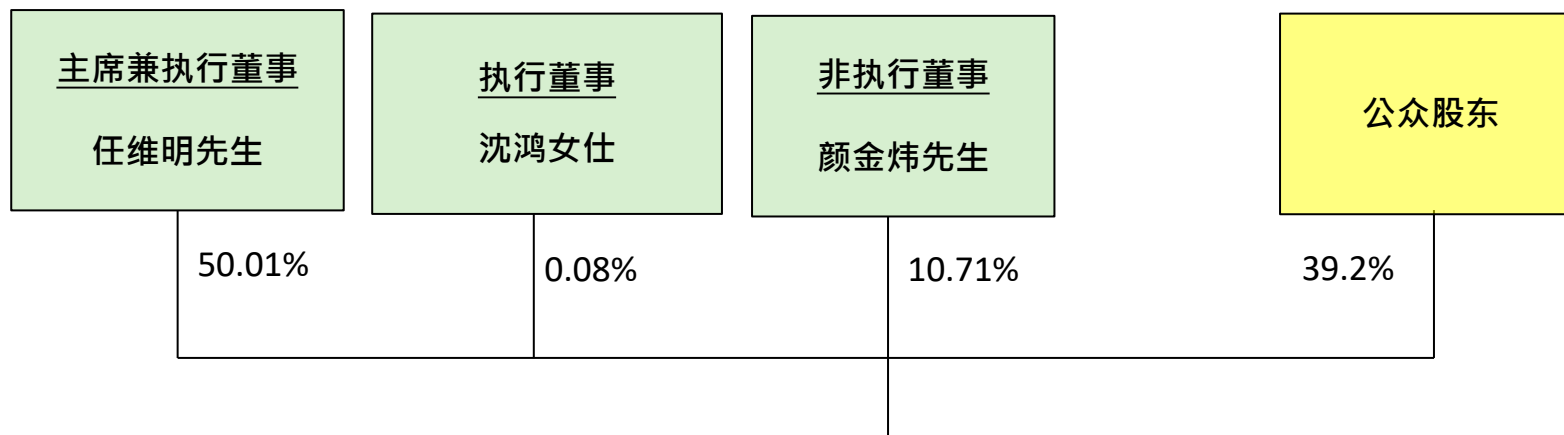 主席兼执行董事
任维明先生
执行董事
沈鸿女仕
非执行董事
颜金炜先生
公众股东
50.01%
0.08%
10.71%
39.2%